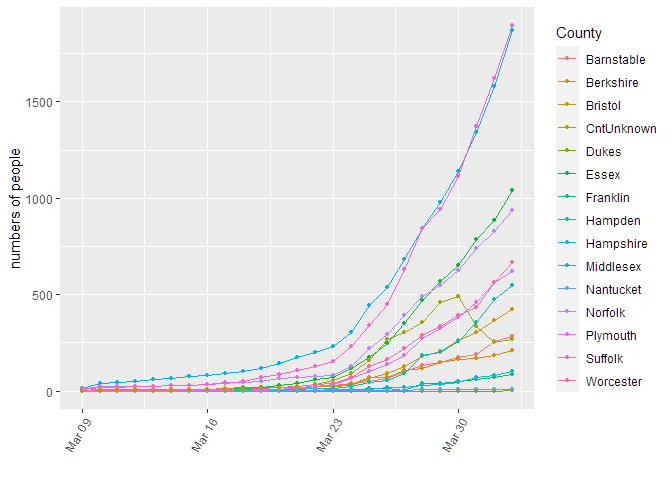 numbers of people
1500
1000
500
0
Mar 09
Mar 16
Mar 23
Mar 30
County
Barnstable
Berkshire
Bristol
CntUnknown
Dukes
Essex
Franklin
Hampden
Hampshire
Middlesex
Nantucket
Norfolk
Plymouth
Suffolk
Worcester